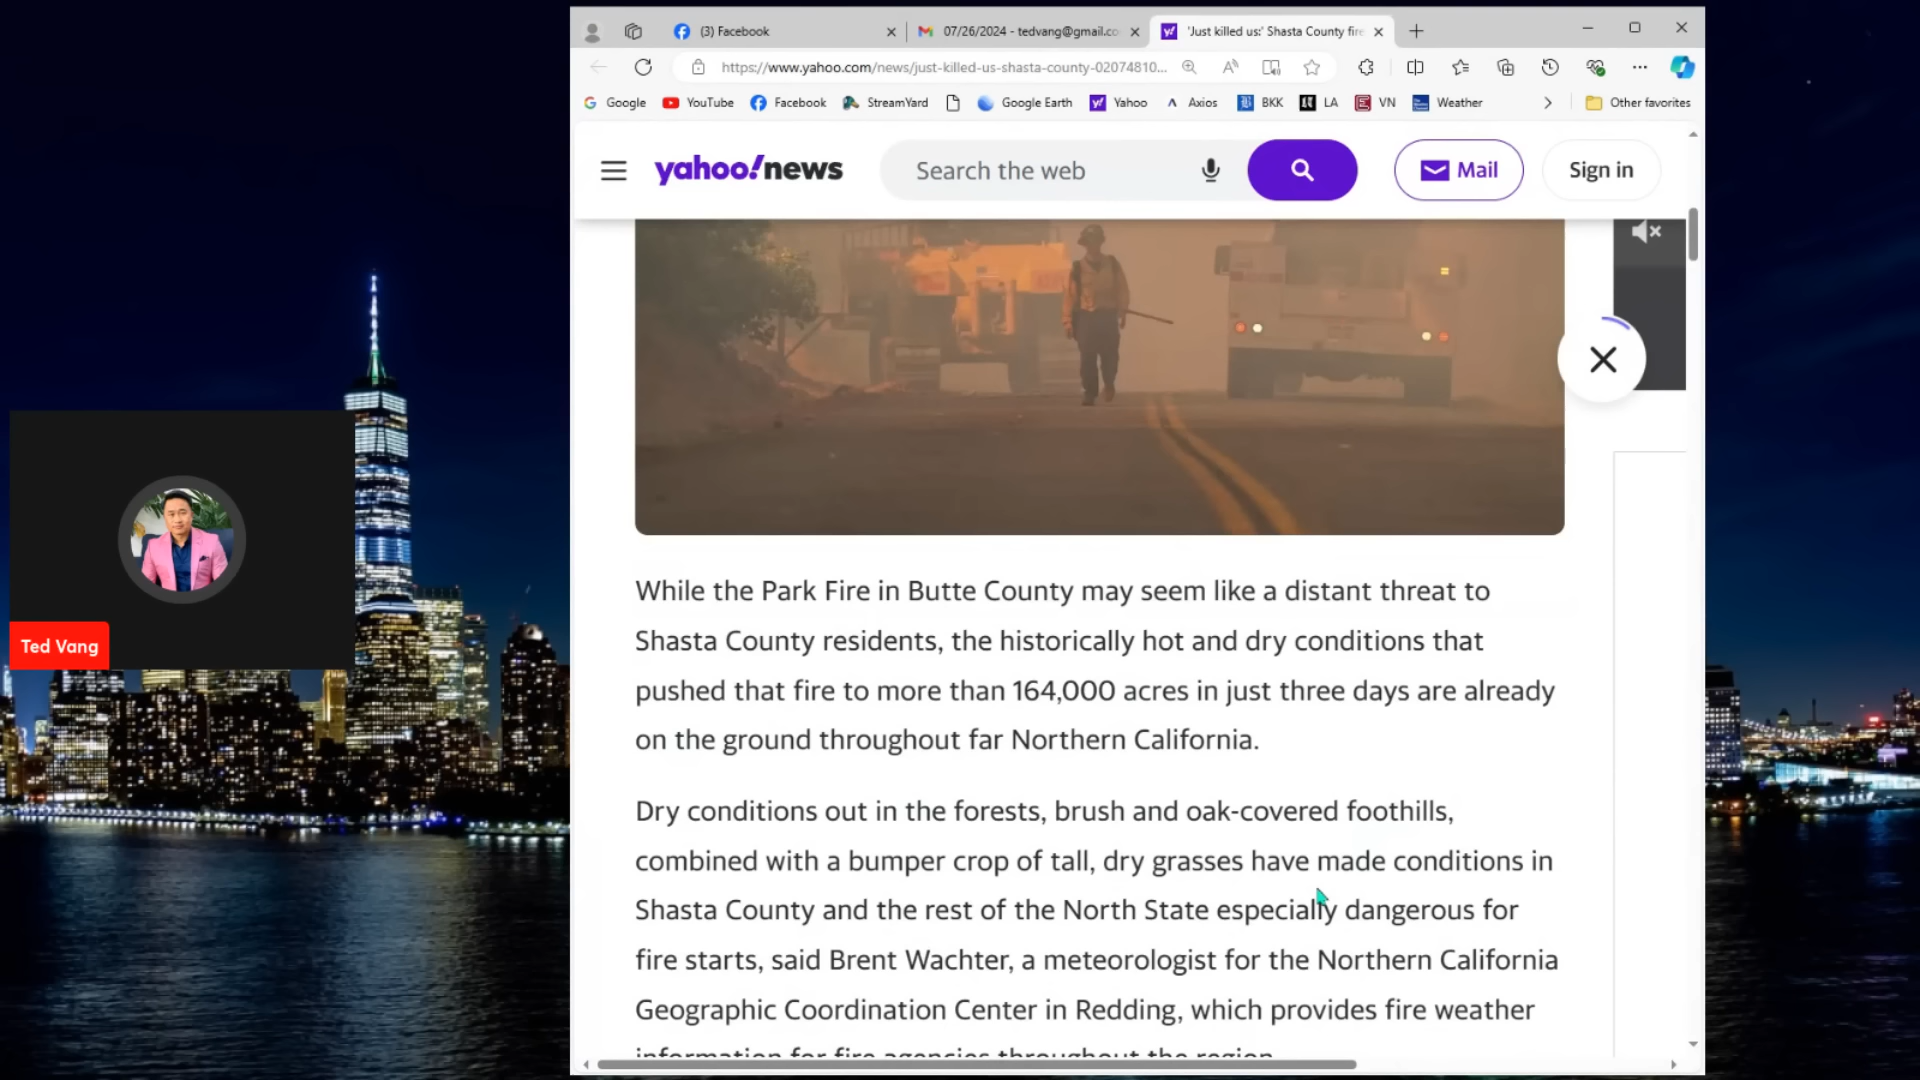 (3) Facebook
07/26/2024 - tedvang@gmail.co
'Just killed us:' Shasta County fire
https://www.yahoo.com/news/just-killed-us-shasta-county-02074810...
Google
YouTube
Facebook
StreamYard
Google Earth
Yahoo
Axios
BKK
LA
VN
Weather
Other favorites
yahoo!news
Search the web
Mail
Sign in
While the Park Fire in Butte County may seem like a distant threat to
Shasta County residents, the historically hot and dry conditions that
pushed that fire to more than 164,000 acres in just three days are already
on the ground throughout far Northern California.
Dry conditions out in the forests, brush and oak-covered foothills,
combined with a bumper crop of tall, dry grasses have made conditions in
Shasta County and the rest of the North State especially dangerous for
fire starts, said Brent Wachter, a meteorologist for the Northern California
Geographic Coordination Center in Redding, which provides fire weather
information for fire agencies throughout the region.
Ted Vang